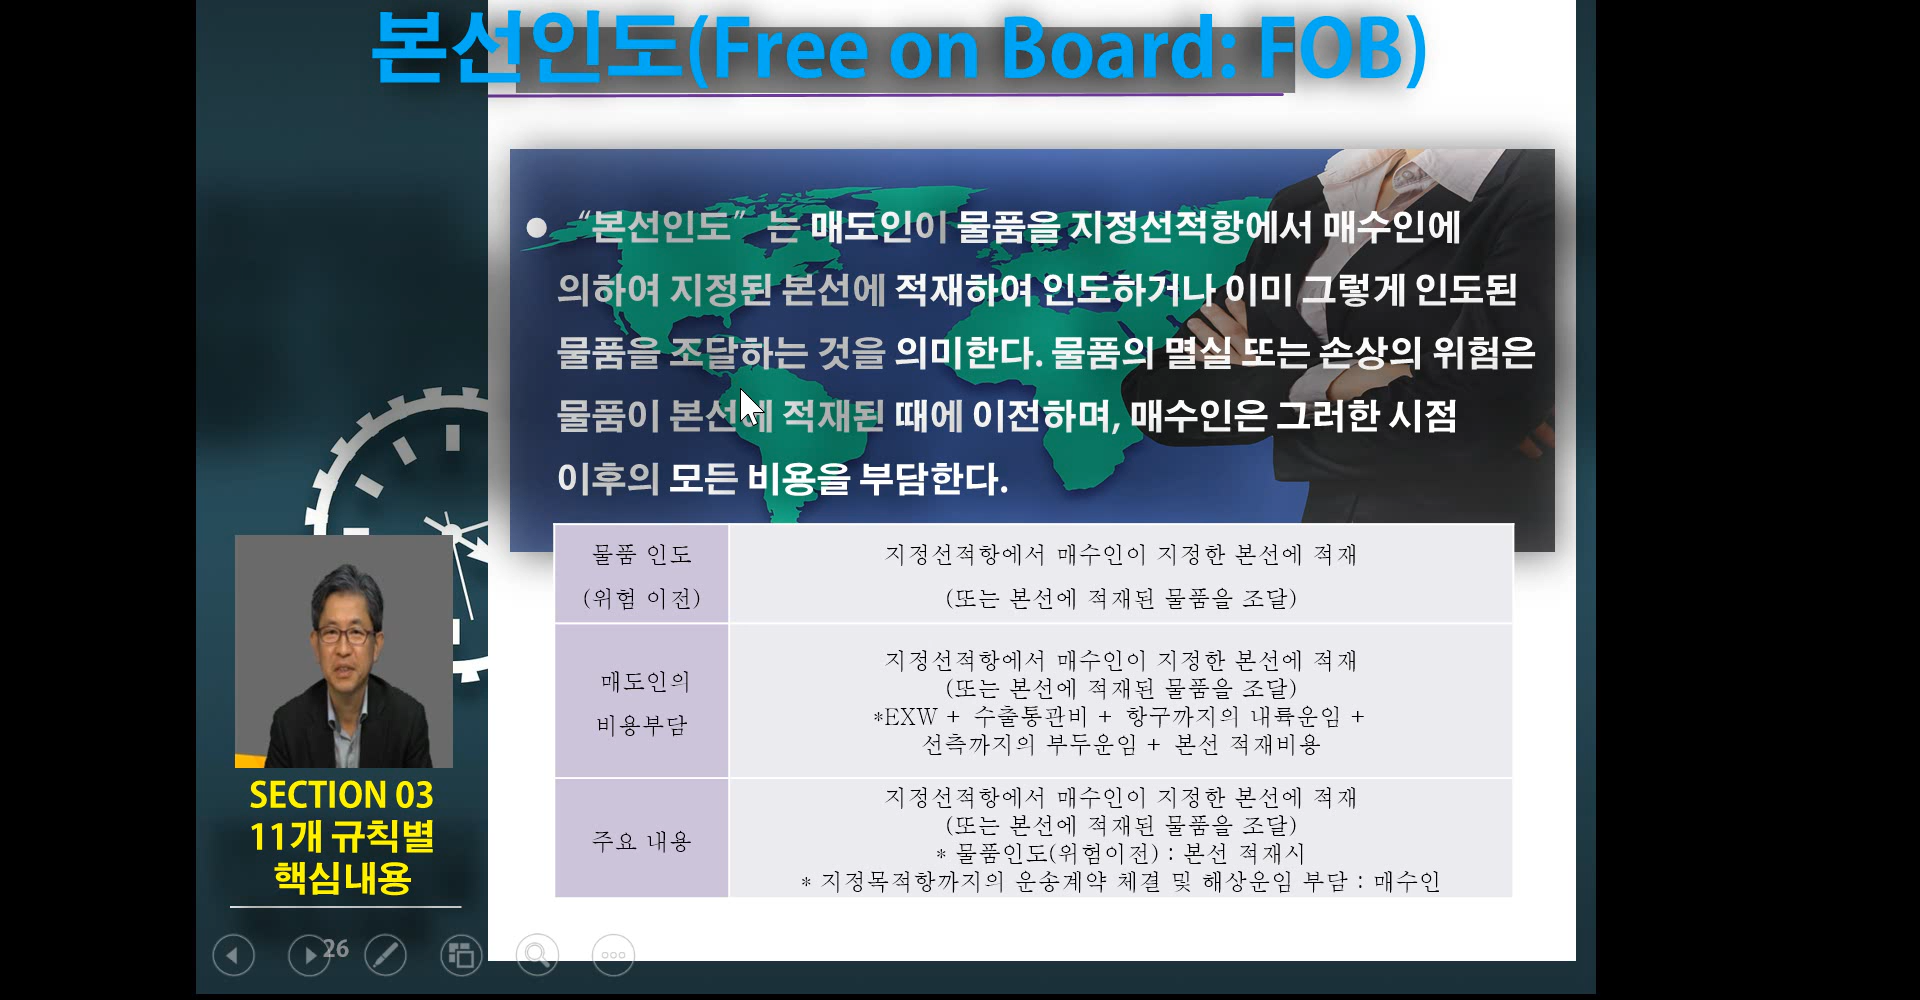 본선인도(Free on Board: FOB)
● “본선인도” 는 매도인이 물품을 지정선적항에서 매수인에
의하여 지정된 본선에 적재하여 인도하거나 이미 그렇게 인도된
물품을 조달하는 것을 의미한다. 물품의 멸실 또는 손상의 위험은
물품이 본선에 적재된 때에 이전하며, 매수인은 그러한 시점
이후의 모든 비용을 부담한다.
물품 인도
(위험 이전)
지정선적항에서 매수인이 지정한 본선에 적재
(또는 본선에 적재된 물품을 조달)
매도인의
비용부담
지정선적항에서 매수인이 지정한 본선에 적재
(또는 본선에 적재된 물품을 조달)
*EXW + 수출통관비 + 항구까지의 내륙운임 +
선측까지의 부두운임 + 본선 적재비용
주요 내용
지정선적항에서 매수인이 지정한 본선에 적재
(또는 본선에 적재된 물품을 조달)
* 물품인도(위험이전) : 본선 적재시
* 지정목적항까지의 운송계약 체결 및 해상운임 부담 : 매수인
SECTION 03
11개 규칙별
핵심내용
26